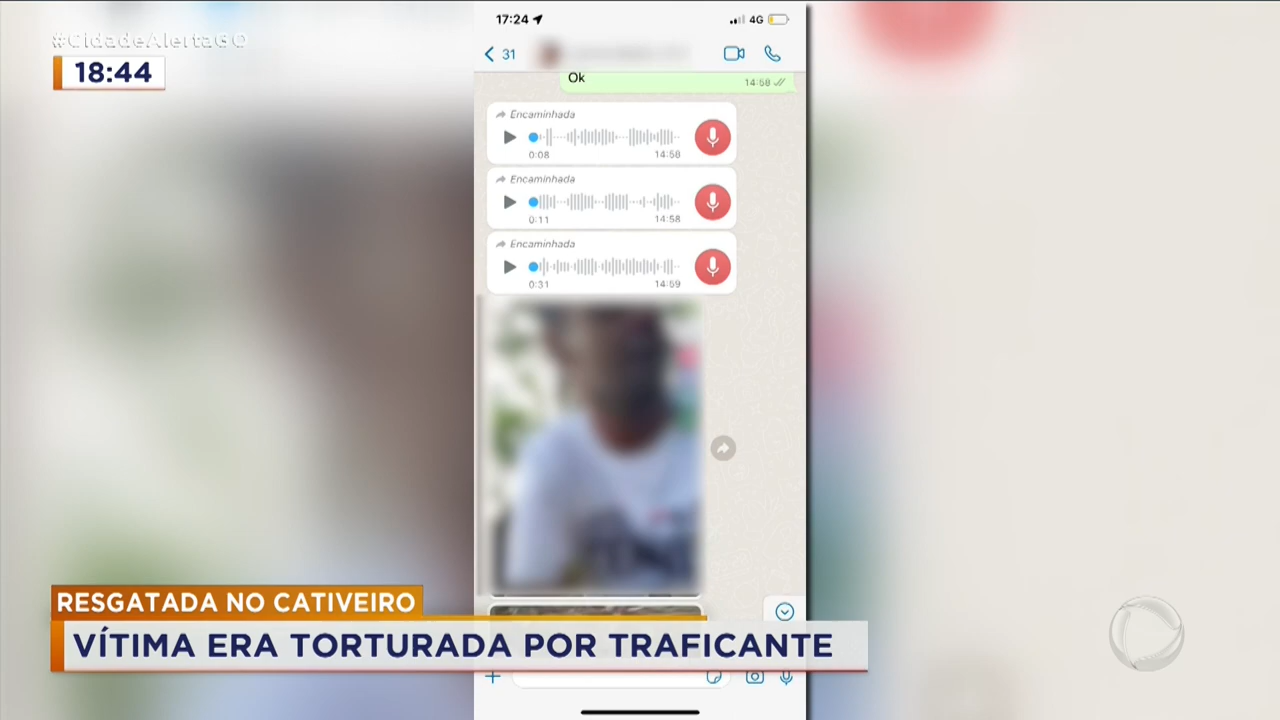 #CidadeAlertaGO
18:44
17:24
4G
31
Ok
14:58
Encaminhada
0:08
14:58
Encaminhada
0:11
14:58
Encaminhada
0:31
14:59
RESGATADA NO CATIVEIRO
VÍTIMA ERA TORTURADA POR TRAFICANTE